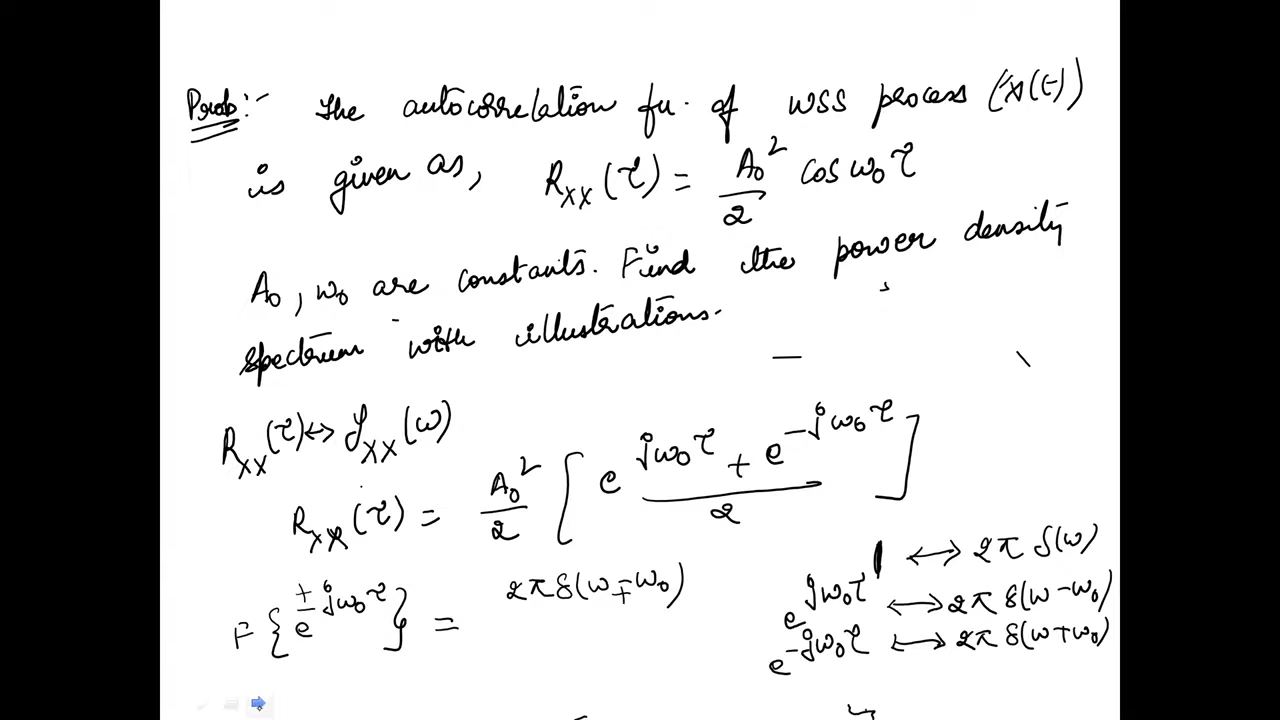 Prob:- The autocorrelation fn. of WSS process (X(t))
is given as, R_XX(τ) = A₀²/2 cos ω₀τ
A₀, ω₀ are constants. Find the power density
spectrum with illustrations.
R_XX(τ) ↔ 𝒮_XX(ω)
R_XX(τ) = A₀²/2 [ (e^{jω₀τ} + e^{-jω₀τ})/2 ]
1 ↔ 2π δ(ω)
F{e^{±jω₀τ}} = 2πδ(ω∓ω₀)
e^{jω₀τ} ↔ 2π δ(ω-ω₀)
e^{-jω₀τ} ↔ 2π δ(ω+ω₀)